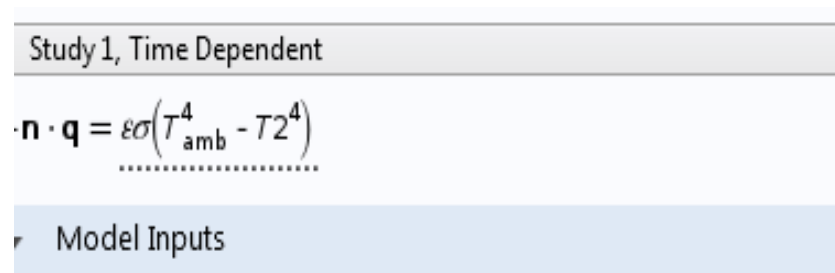 Study 1, Time Dependent
-n · q = εσ(T⁴amb - T2⁴)
Model Inputs